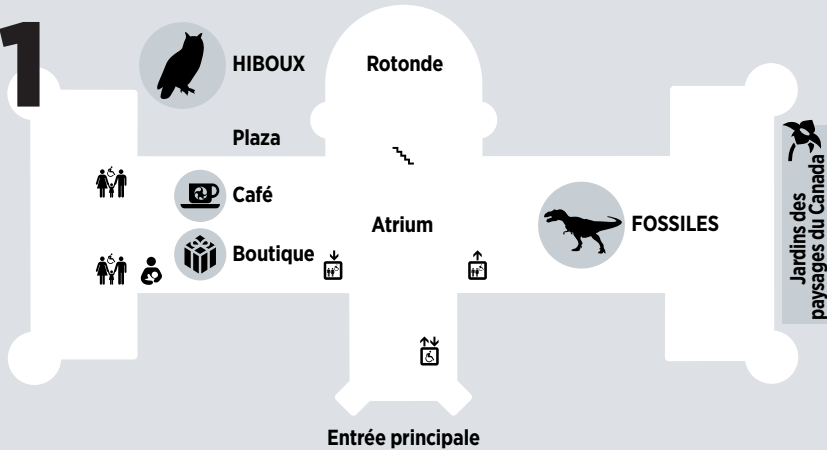 1
HIBOUX
Rotonde
Plaza
Café
Atrium
FOSSILES
Boutique
Jardins des
paysages du Canada
Entrée principale